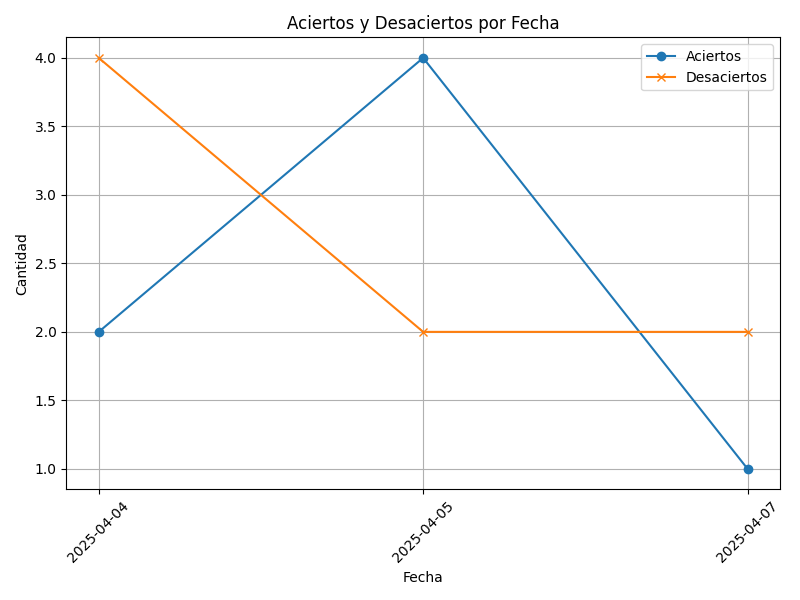 Aciertos y Desaciertos por Fecha
Aciertos
Desaciertos
Cantidad
4.0
3.5
3.0
2.5
2.0
1.5
1.0
2025-04-04
2025-04-05
2025-04-07
Fecha